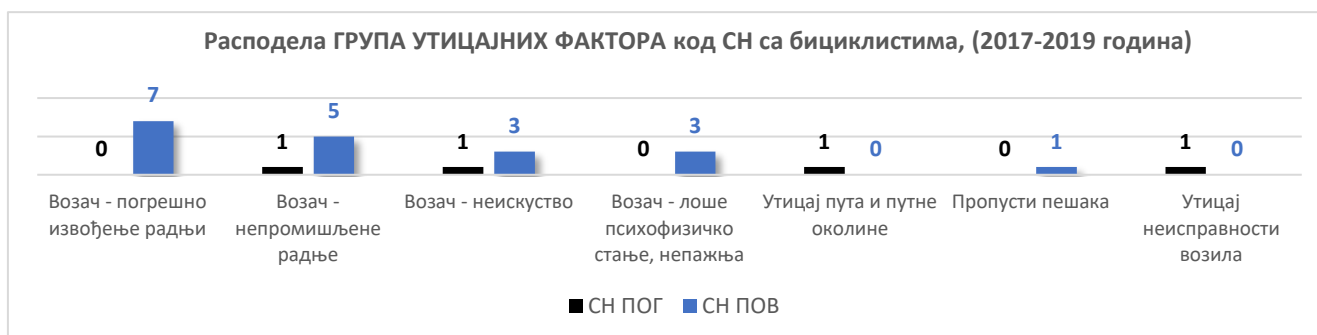 Расподела ГРУПА УТИЦАЈНИХ ФАКТОРА код СН са бициклистима, (2017-2019 година)
0 7 1 5 1 3 0 3 1 0 0 1 1 0
Возач - погрешно извођење радњи
Возач - непромишљене радње
Возач - неискуство
Возач - лоше психофизичко стање, непажња
Утицај пута и путне околине
Пропусти пешака
Утицај неисправности возила
СН ПОГ СН ПОВ